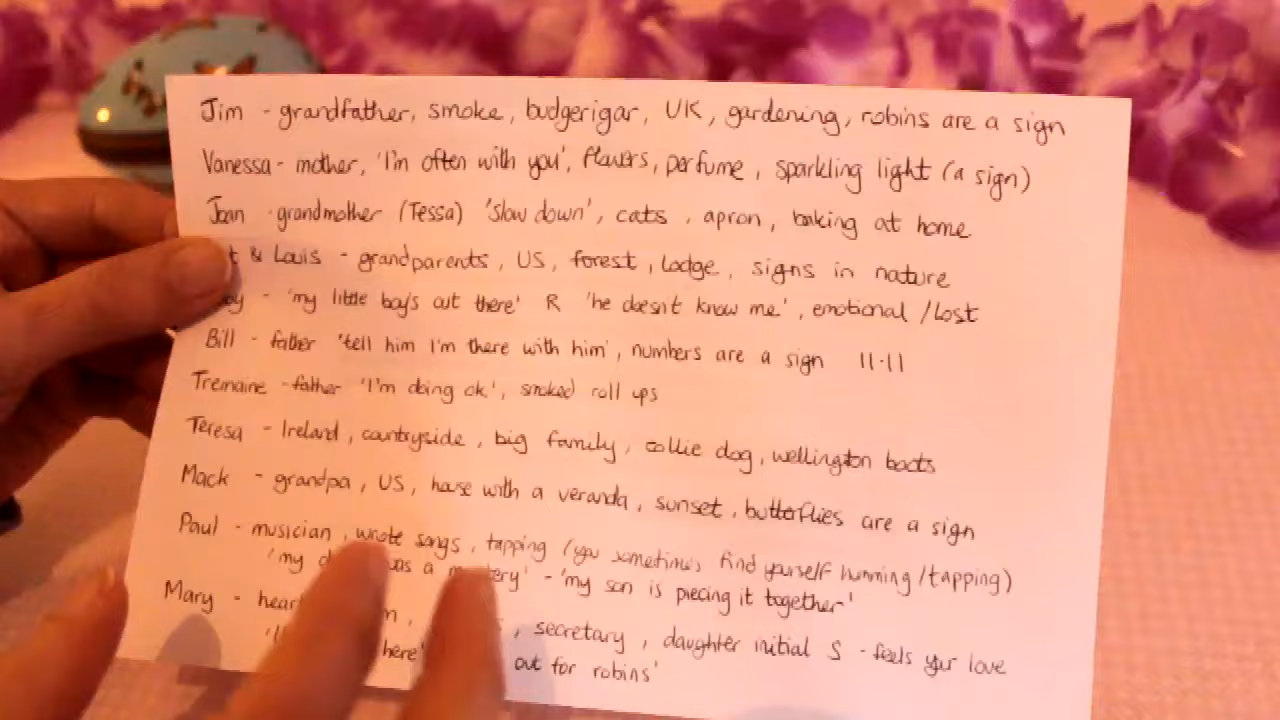 Jim - grandfather, smoke, budgerigar, UK, gardening, robins are a sign
Vanessa - mother, 'I'm often with you', flowers, perfume, sparkling light (a sign)
Joan - grandmother (Tessa) 'slow down', cats, apron, baking at home
& Louis - grandparents, US, forest, lodge, signs in nature
- 'my little boy's out there' R 'he doesn't know me', emotional / lost
Bill - father 'tell him I'm there with him', numbers are a sign 11.11
Tremaine - father 'I'm doing ok', smoked roll ups
Teresa - Ireland, countryside, big family, collie dog, wellington boots
Mack - grandpa, US, house with a veranda, sunset, butterflies are a sign
Paul - musician, wrote songs, tapping (you sometimes find yourself humming/tapping)
'my was a mystery' - 'my son is piecing it together'
Mary - , secretary, daughter initial S - feels your love
here' out for robins'